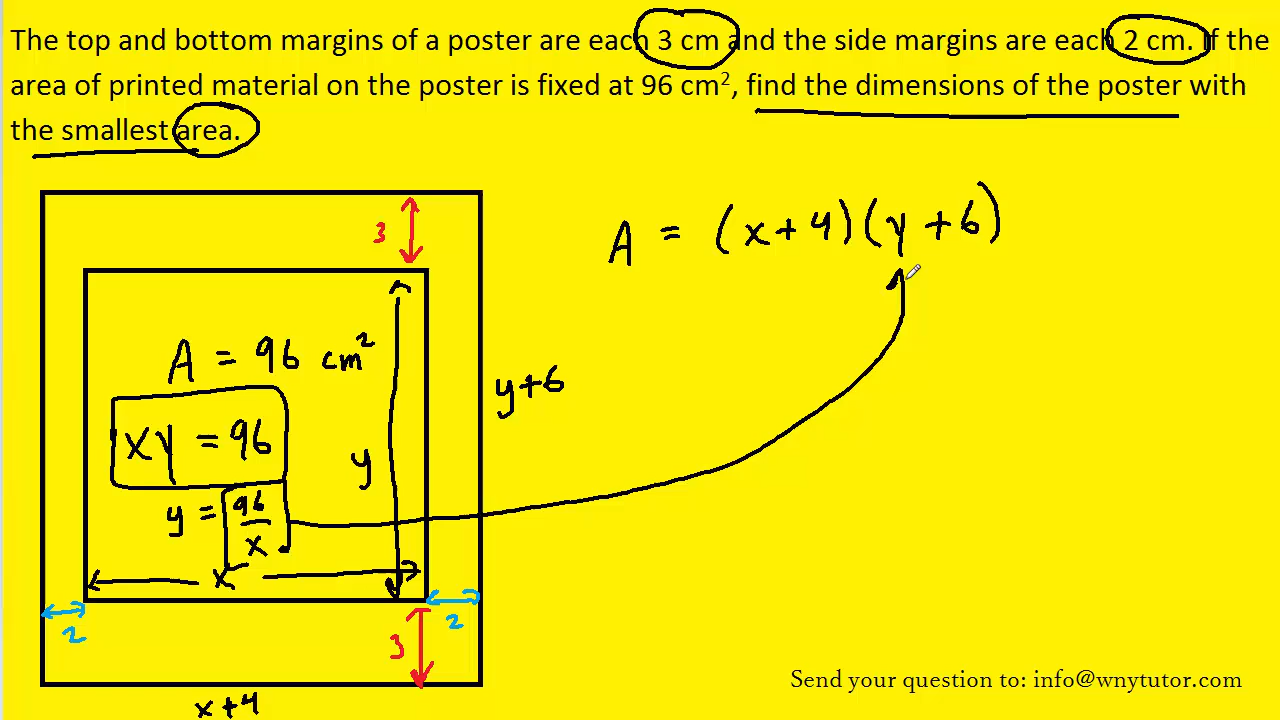 The top and bottom margins of a poster are each 3 cm and the side margins are each 2 cm. If the
area of printed material on the poster is fixed at 96 cm², find the dimensions of the poster with
the smallest area.
A = (x+4)(y+6)
3
A = 96 cm²
y+6
xy = 96
y
y = 96/x
x
2
2
3
x+4
Send your question to: info@wnytutor.com